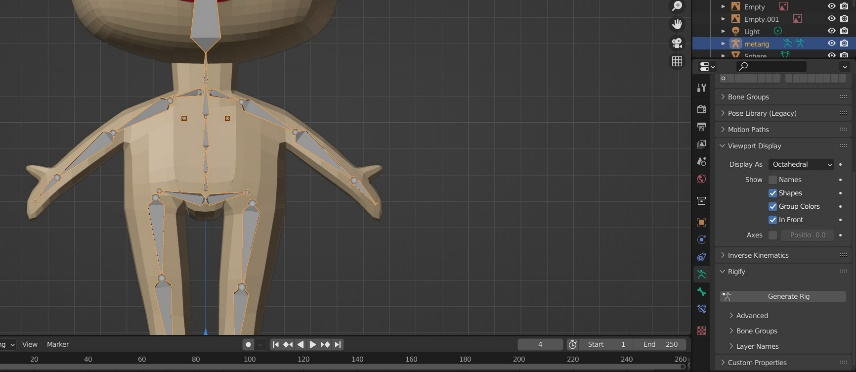 Empty
Empty.001
Light
metarig
Sphere
Bone Groups
Pose Library (Legacy)
Motion Paths
Viewport Display
Display As Octahedral
Show Names
Shapes
Group Colors
In Front
Axes Positio 0.0
Inverse Kinematics
Rigify
Generate Rig
Advanced
Bone Groups
Layer Names
Custom Properties
ng View Marker 4 Start 1 End 250
20 40 60 80 100 120 140 160 180 200 220 240 260